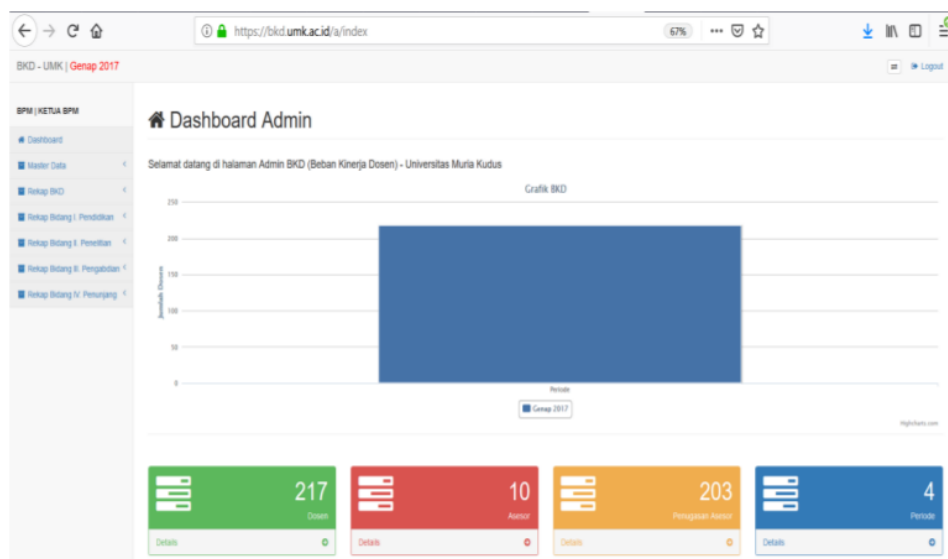 https://bkd.umk.ac.id/a/index
67%
BKD - UMK | Genap 2017
Logout
BPM | KETUA BPM
Dashboard Admin
Dashboard
Master Data
Rekap BKD
Rekap Bidang I. Pendidikan
Rekap Bidang II. Penelitian
Rekap Bidang III. Pengabdian
Rekap Bidang IV. Penunjang
Selamat datang di halaman Admin BKD (Beban Kinerja Dosen) - Universitas Muria Kudus
Grafik BKD
250
200
150
100
50
0
Jumlah Dosen
Periode
Genap 2017
Highcharts.com
217
Dosen
Details
10
Asesor
Details
203
Penugasan Asesor
Details
4
Periode
Details